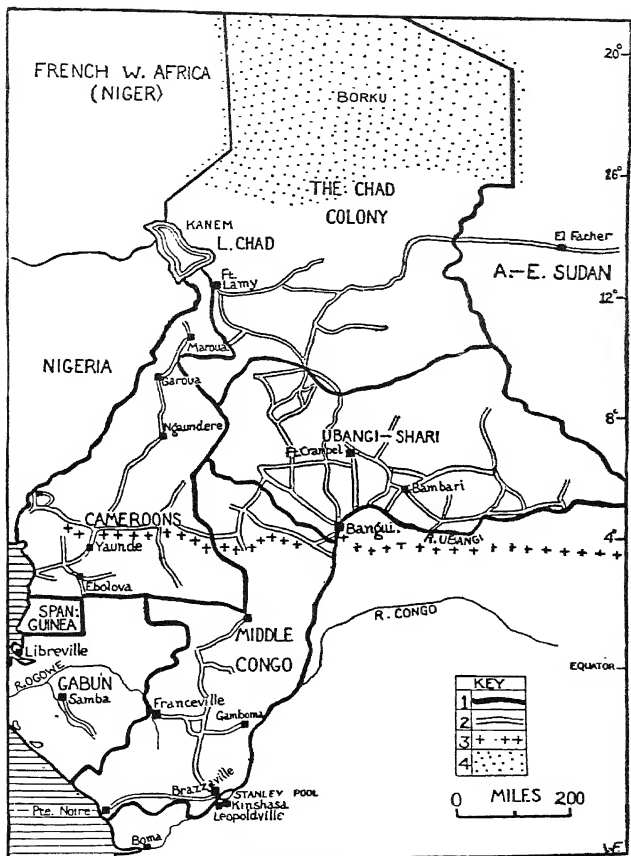 FRENCH W. AFRICA
(NIGER)
BORKU
20°
16°
THE CHAD
COLONY
KANEM
L. CHAD
El Facher
Ft.
Lamy
A.-E. SUDAN
12°
NIGERIA
Maroua
Garoua
Ngaundere
8°
UBANGI-SHARI
Ft. Crampel
Bambari
CAMEROONS
Bangui
R. UBANGI
4°
Yaunde
Ebolova
SPAN:
GUINEA
R. CONGO
MIDDLE
CONGO
Libreville
EQUATOR
R. OGOWE
GABUN
Samba
Franceville
Gamboma
KEY
1
2
3
4
Brazzaville
STANLEY POOL
Kinshasa
Leopoldville
Pte. Noire
Boma
0 MILES 200